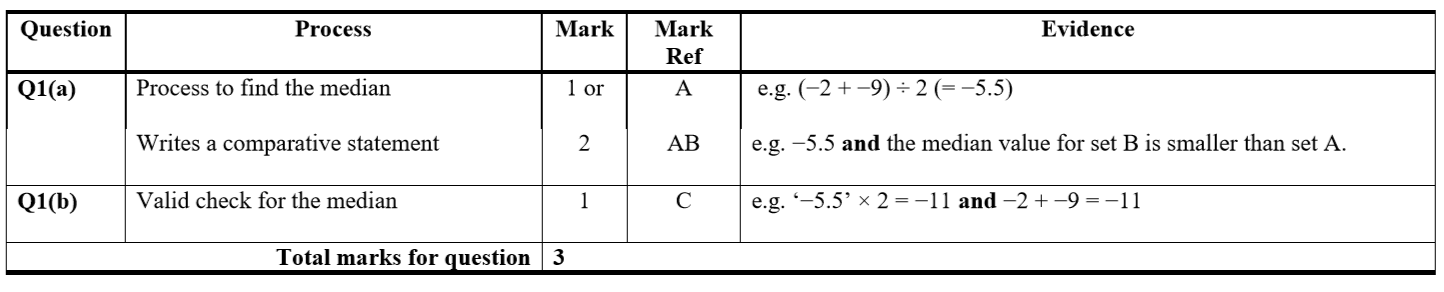 Question Process Mark Mark Ref Evidence
Q1(a) Process to find the median 1 or A e.g. (−2 + −9) ÷ 2 (= −5.5)
Writes a comparative statement 2 AB e.g. −5.5 and the median value for set B is smaller than set A.
Q1(b) Valid check for the median 1 C e.g. ‘−5.5’ × 2 = −11 and −2 + −9 = −11
Total marks for question 3